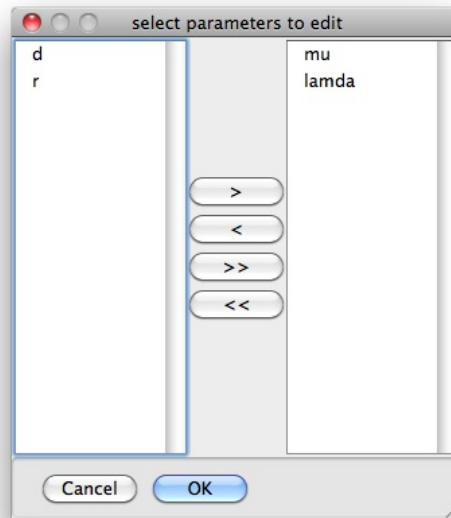 select parameters to edit
d
r
mu
lamda
>
<
>>
<<
Cancel
OK